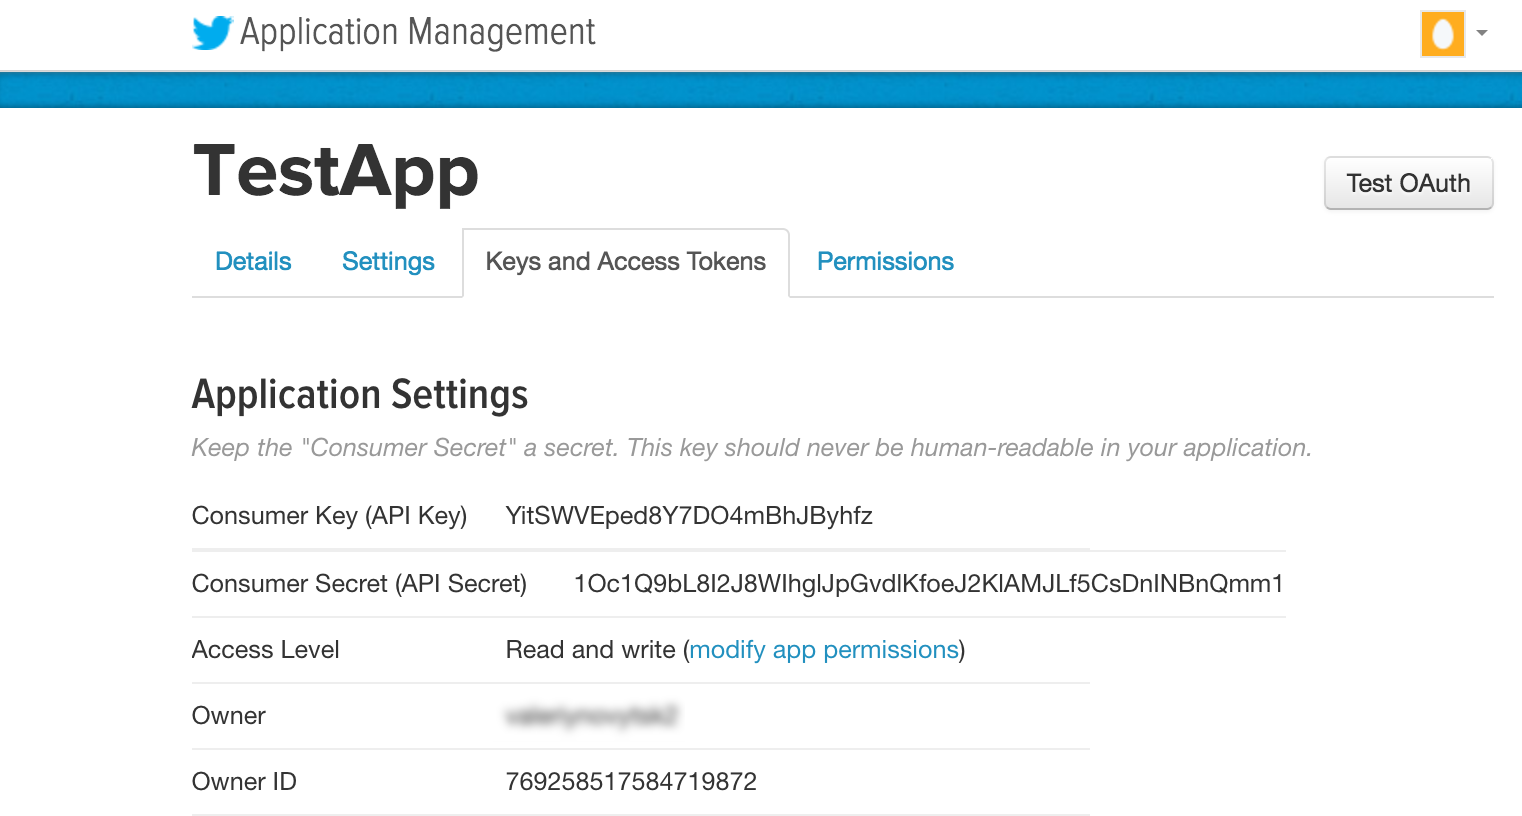 Application Management
TestApp
Test OAuth
Details Settings Keys and Access Tokens Permissions
Application Settings
Keep the "Consumer Secret" a secret. This key should never be human-readable in your application.
Consumer Key (API Key) YitSWVEped8Y7DO4mBhJByhfz
Consumer Secret (API Secret) 1Oc1Q9bL8I2J8WIhglJpGvdlKfoeJ2KlAMJLf5CsDnINBnQmm1
Access Level Read and write (modify app permissions)
Owner
Owner ID 769258517584719872